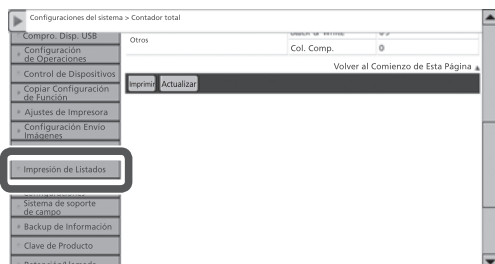 Configuraciones del sistema > Contador total
Compro. Disp. USB
Configuración
de Operaciones
Control de Dispositivos
Copiar Configuración
de Función
Ajustes de Impresora
Configuración Envio
Imágenes
Impresión de Listados
Sistema de soporte
de campo
Backup de Información
Clave de Producto
Otros
Col. Comp. 0
Volver al Comienzo de Esta Página
Imprimir Actualizar